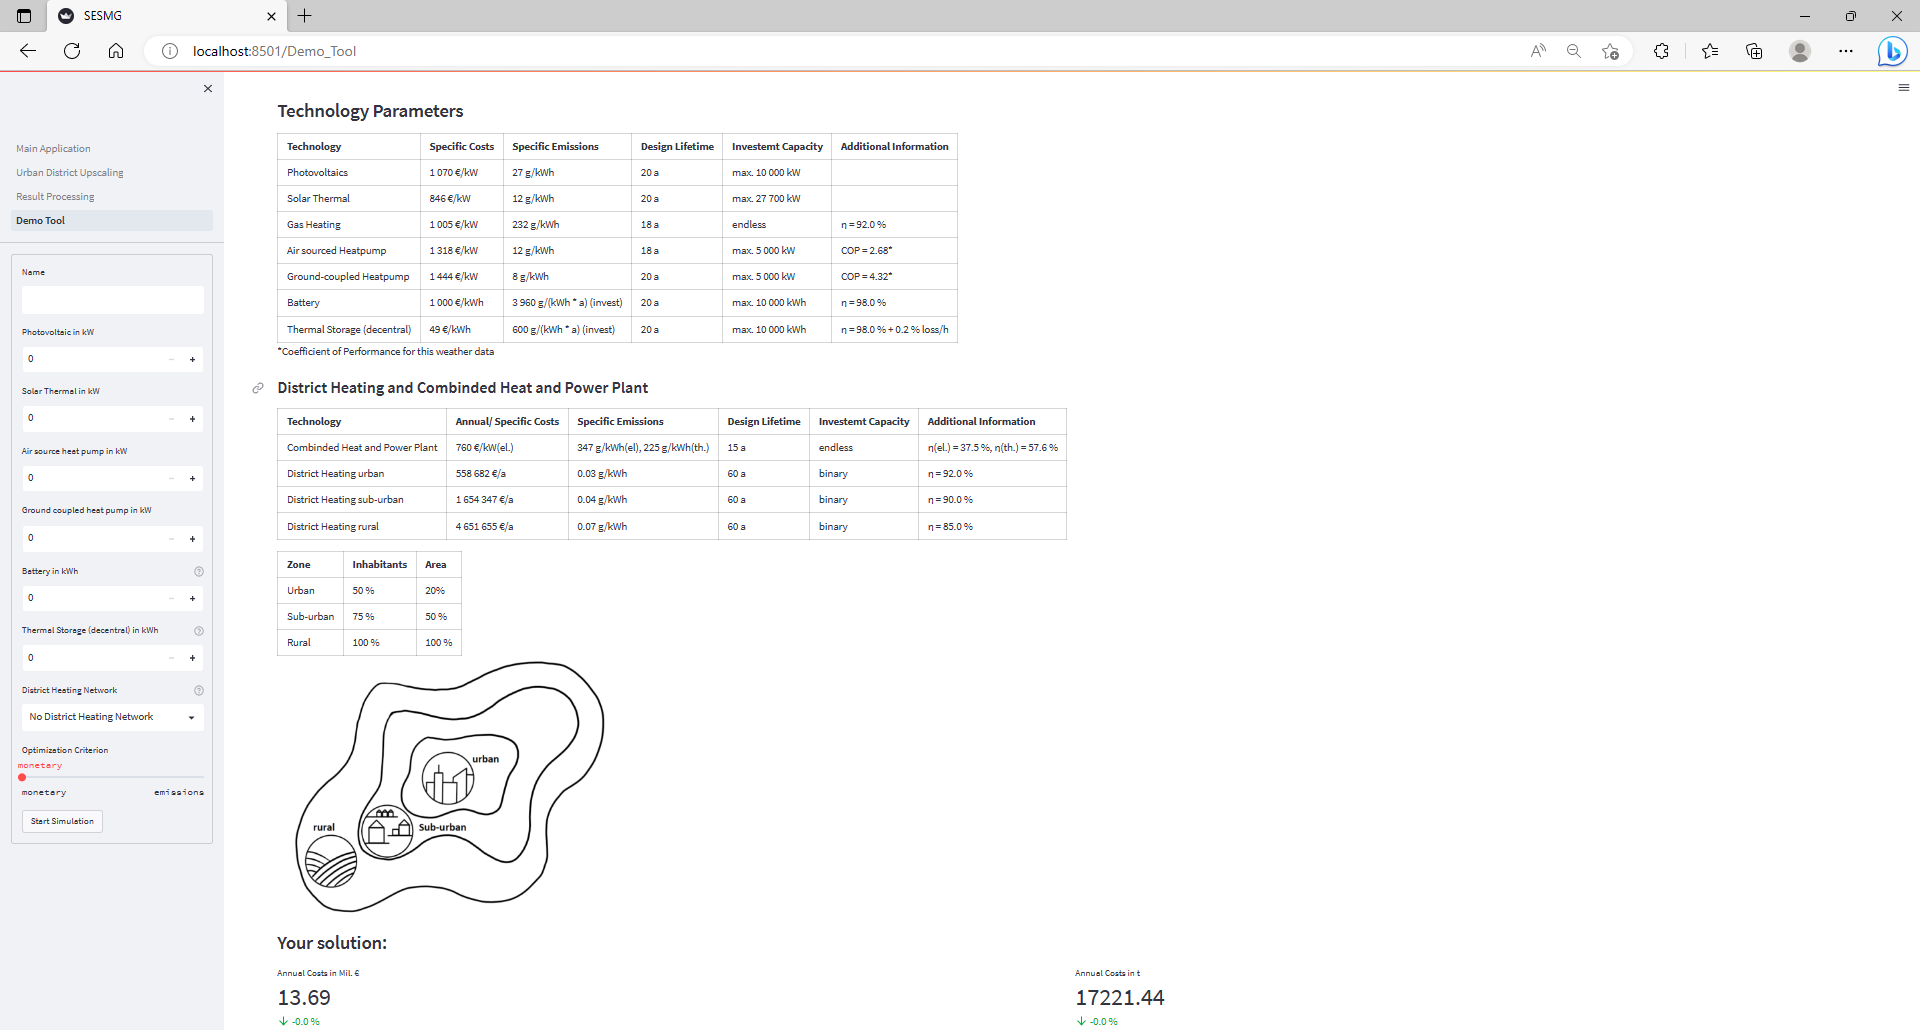 SESMG
localhost:8501/Demo_Tool
Main Application
Urban District Upscaling
Result Processing
Demo Tool
Name
Photovoltaic in kW
0
Solar Thermal in kW
0
Air source heat pump in kW
0
Ground coupled heat pump in kW
0
Battery in kWh
0
Thermal Storage (decentral) in kWh
0
District Heating Network
No District Heating Network
Optimization Criterion
monetary
monetary emissions
Start Simulation
Technology Parameters
Technology Specific Costs Specific Emissions Design Lifetime Investemt Capacity Additional Information
Photovoltaics 1 070 €/kW 27 g/kWh 20 a max. 10 000 kW
Solar Thermal 846 €/kW 12 g/kWh 20 a max. 27 700 kW
Gas Heating 1 005 €/kW 232 g/kWh 18 a endless η = 92.0 %
Air sourced Heatpump 1 318 €/kW 12 g/kWh 18 a max. 5 000 kW COP = 2.68*
Ground-coupled Heatpump 1 444 €/kW 8 g/kWh 20 a max. 5 000 kW COP = 4.32*
Battery 1 000 €/kWh 3 960 g/(kWh * a) (invest) 20 a max. 10 000 kWh η = 98.0 %
Thermal Storage (decentral) 49 €/kWh 600 g/(kWh * a) (invest) 20 a max. 10 000 kWh η = 98.0 % + 0.2 % loss/h
*Coefficient of Performance for this weather data
District Heating and Combinded Heat and Power Plant
Technology Annual/ Specific Costs Specific Emissions Design Lifetime Investemt Capacity Additional Information
Combinded Heat and Power Plant 760 €/kW(el.) 347 g/kWh(el), 225 g/kWh(th.) 15 a endless η(el.) = 37.5 %, η(th.) = 57.6 %
District Heating urban 558 682 €/a 0.03 g/kWh 60 a binary η = 92.0 %
District Heating sub-urban 1 654 347 €/a 0.04 g/kWh 60 a binary η = 90.0 %
District Heating rural 4 651 655 €/a 0.07 g/kWh 60 a binary η = 85.0 %
Zone Inhabitants Area
Urban 50 % 20%
Sub-urban 75 % 50 %
Rural 100 % 100 %
urban
Sub-urban
rural
Your solution:
Annual Costs in Mil. € Annual Costs in t
13.69 17221.44
-0.0 % -0.0 %